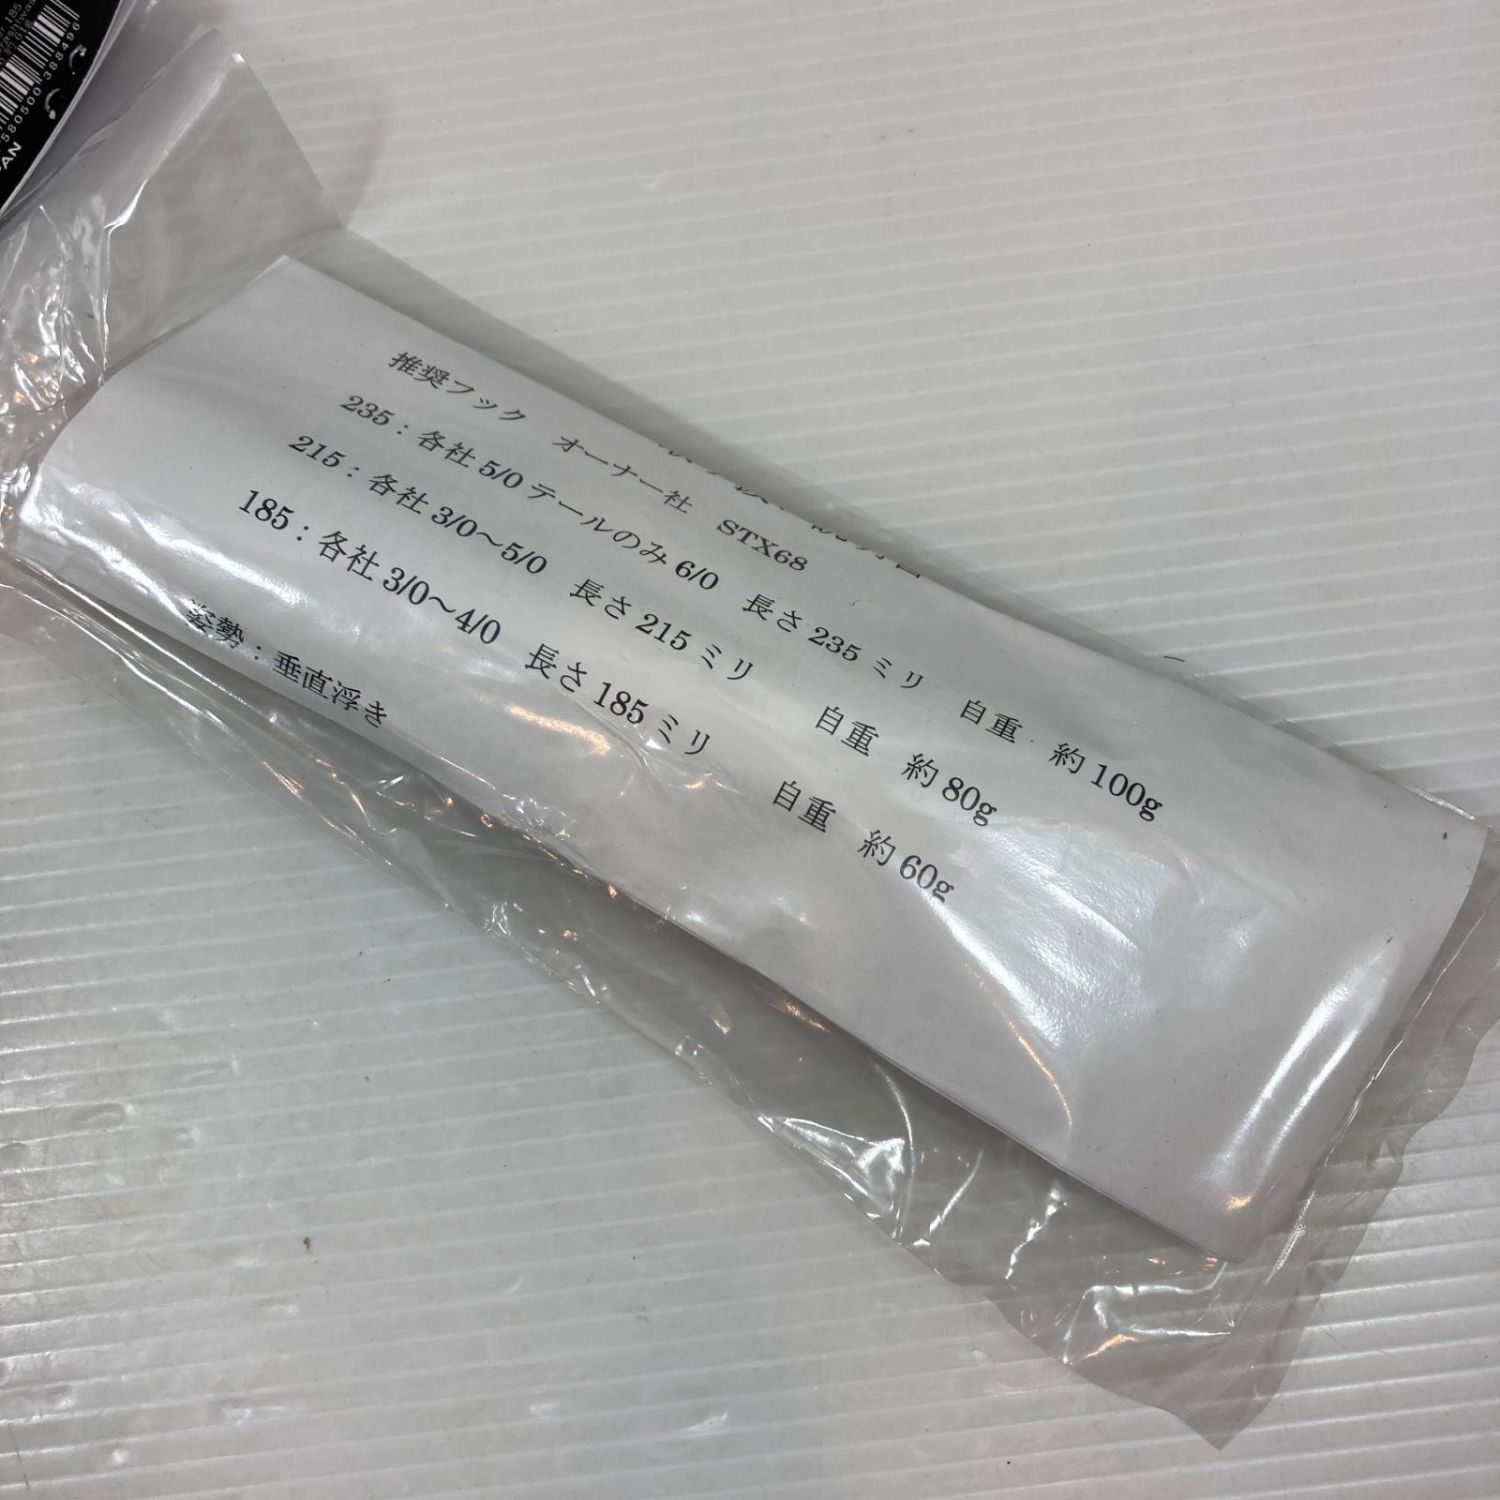 185
580500 388496
推奨フック オーナー社 STX68
235：各社 5/0 テールのみ 6/0 長さ 235 ミリ 自重 約 100g
215：各社 3/0～5/0 長さ 215 ミリ 自重 約 80g
185：各社 3/0～4/0 長さ 185 ミリ 自重 約 60g
姿勢：垂直浮き